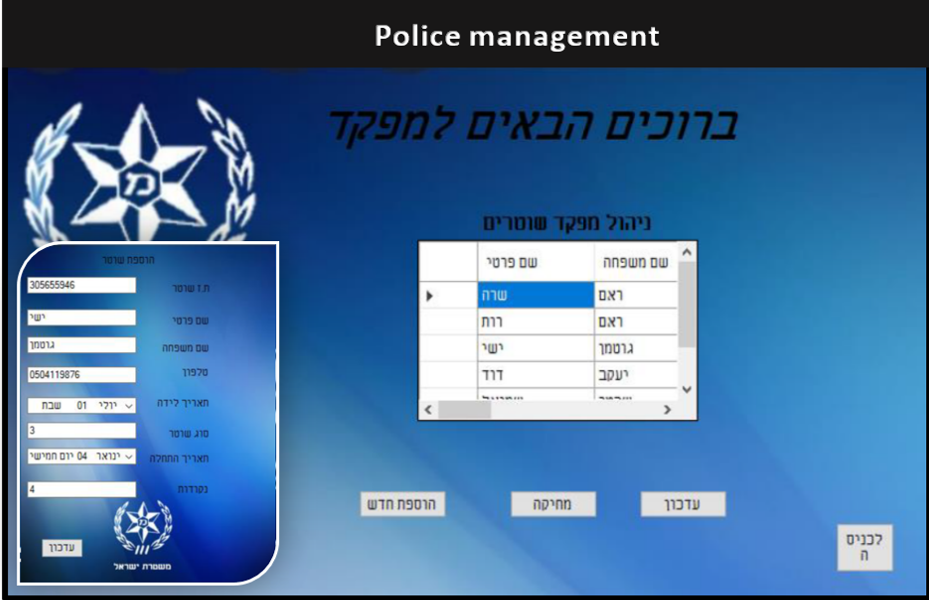 Police management
ברוכים הבאים למפקד
מ
ניהול מפקד שוטרים
שם פרטי שם משפחה
שרה ראם
רות ראם
ישי גוטמן
דוד יעקב
הוספת חדש מחיקה עדכון
לכניס
ה
הוספת שוטר
ת.ז שוטר 305655946
שם פרטי ישי
שם משפחה גוטמן
טלפון 0504119876
תאריך לידה שבת 01 יולי
סוג שוטר 3
תאריך התחלה יום חמישי 04 ינואר
נקודות 4
עדכון
משטרת ישראל